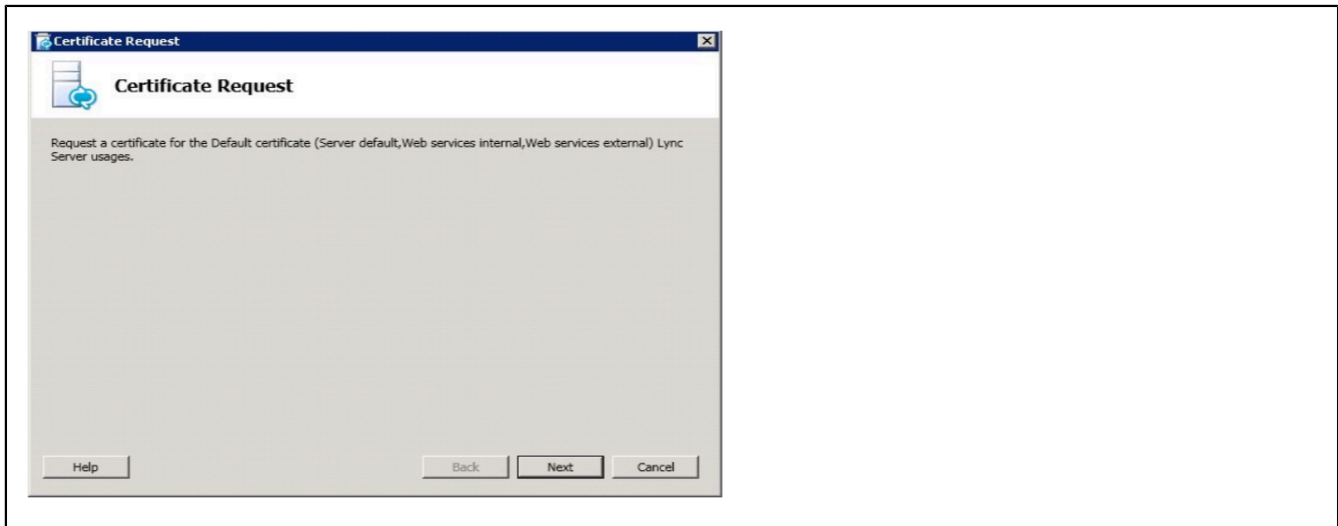 Certificate Request
Certificate Request
Request a certificate for the Default certificate (Server default,Web services internal,Web services external) Lync
Server usages.
Help
Back
Next
Cancel